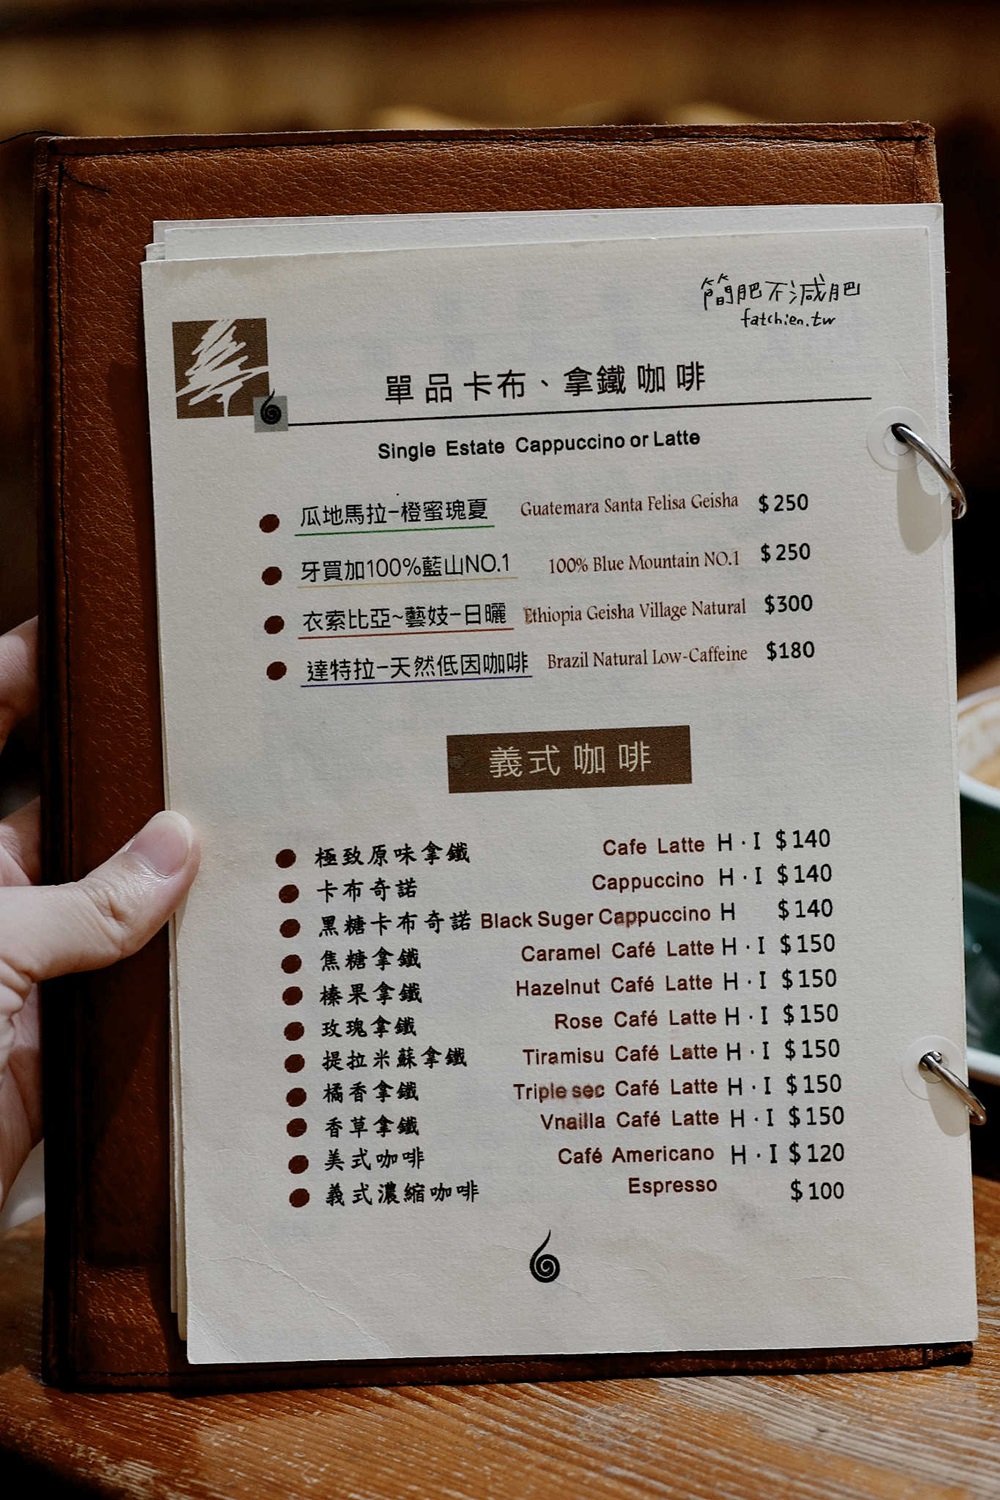 簡肥不減肥
fatchien.tw
單品卡布、拿鐵咖啡
Single Estate Cappuccino or Latte
瓜地馬拉-橙蜜瑰夏 Guatemara Santa Felisa Geisha $250
牙買加100%藍山NO.1 100% Blue Mountain NO.1 $250
衣索比亞~藝妓-日曬 Ethiopia Geisha Village Natural $300
達特拉-天然低因咖啡 Brazil Natural Low-Caffeine $180
義式咖啡
極致原味拿鐵 Cafe Latte H·I $140
卡布奇諾 Cappuccino H·I $140
黑糖卡布奇諾 Black Suger Cappuccino H $140
焦糖拿鐵 Caramel Café Latte H·I $150
榛果拿鐵 Hazelnut Café Latte H·I $150
玫瑰拿鐵 Rose Café Latte H·I $150
提拉米蘇拿鐵 Tiramisu Café Latte H·I $150
橘香拿鐵 Triple sec Café Latte H·I $150
香草拿鐵 Vnailla Café Latte H·I $150
美式咖啡 Café Americano H·I $120
義式濃縮咖啡 Espresso $100